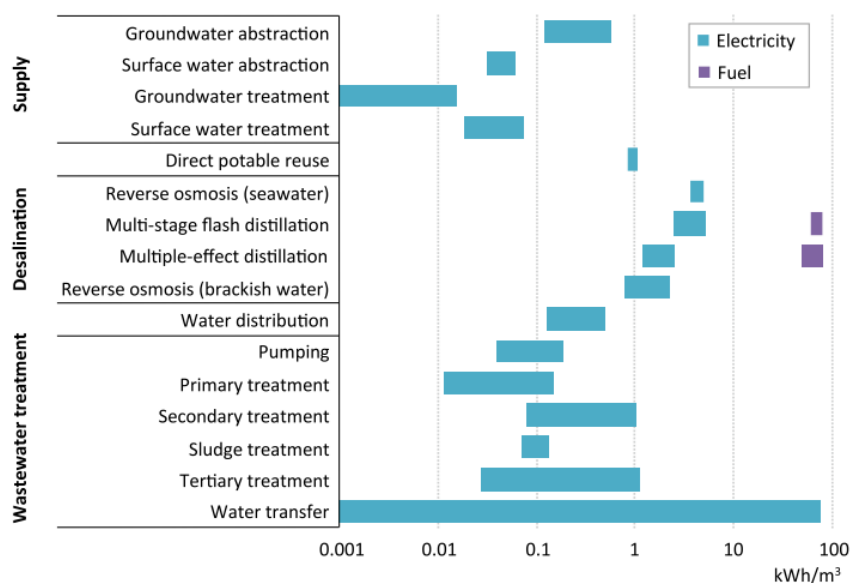 Supply
Groundwater abstraction
Surface water abstraction
Groundwater treatment
Surface water treatment
Direct potable reuse
Desalination
Reverse osmosis (seawater)
Multi-stage flash distillation
Multiple-effect distillation
Reverse osmosis (brackish water)
Water distribution
Wastewater treatment
Pumping
Primary treatment
Secondary treatment
Sludge treatment
Tertiary treatment
Water transfer
Electricity
Fuel
0.001 0.01 0.1 1 10 100
kWh/m³